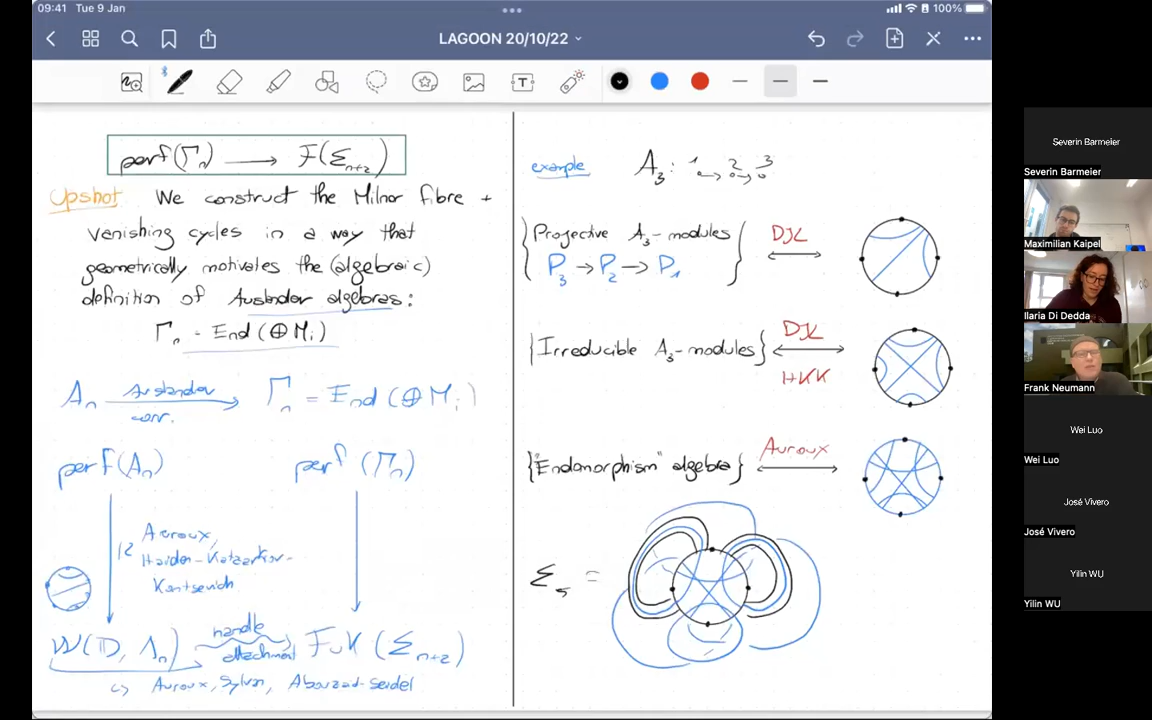 09:41 Tue 9 Jan
100%
LAGOON 20/10/22
perf(Γn) → F(Σn+2)
Upshot We construct the Milnor fibre +
vanishing cycles in a way that
geometrically motivates the (algebraic)
definition of Auslander algebras:
Γn = End(⊕Mi)
An Auslander corr. → Γn = End(⊕Mi)
perf(An) perf(Γn)
Auroux,
Haiden-Katzarkov-
Kontsevich
W(D, Λn) handle attachment Fuk(Σn+2)
↪ Auroux, Sylvan, Abouzaid-Seidel
example A3: 1 → 2 → 3
{Projective A3-modules} DJL ↔
P3 → P2 → P1
{Irreducible A3-modules} DJL ↔
HKK
{"Endomorphism" algebra} Auroux ↔
Σ5 =
Severin Barmeier
Severin Barmeier
Maximilian Kaipel
Ilaria Di Dedda
Frank Neumann
Wei Luo
Wei Luo
José Vivero
José Vivero
Yilin WU
Yilin WU